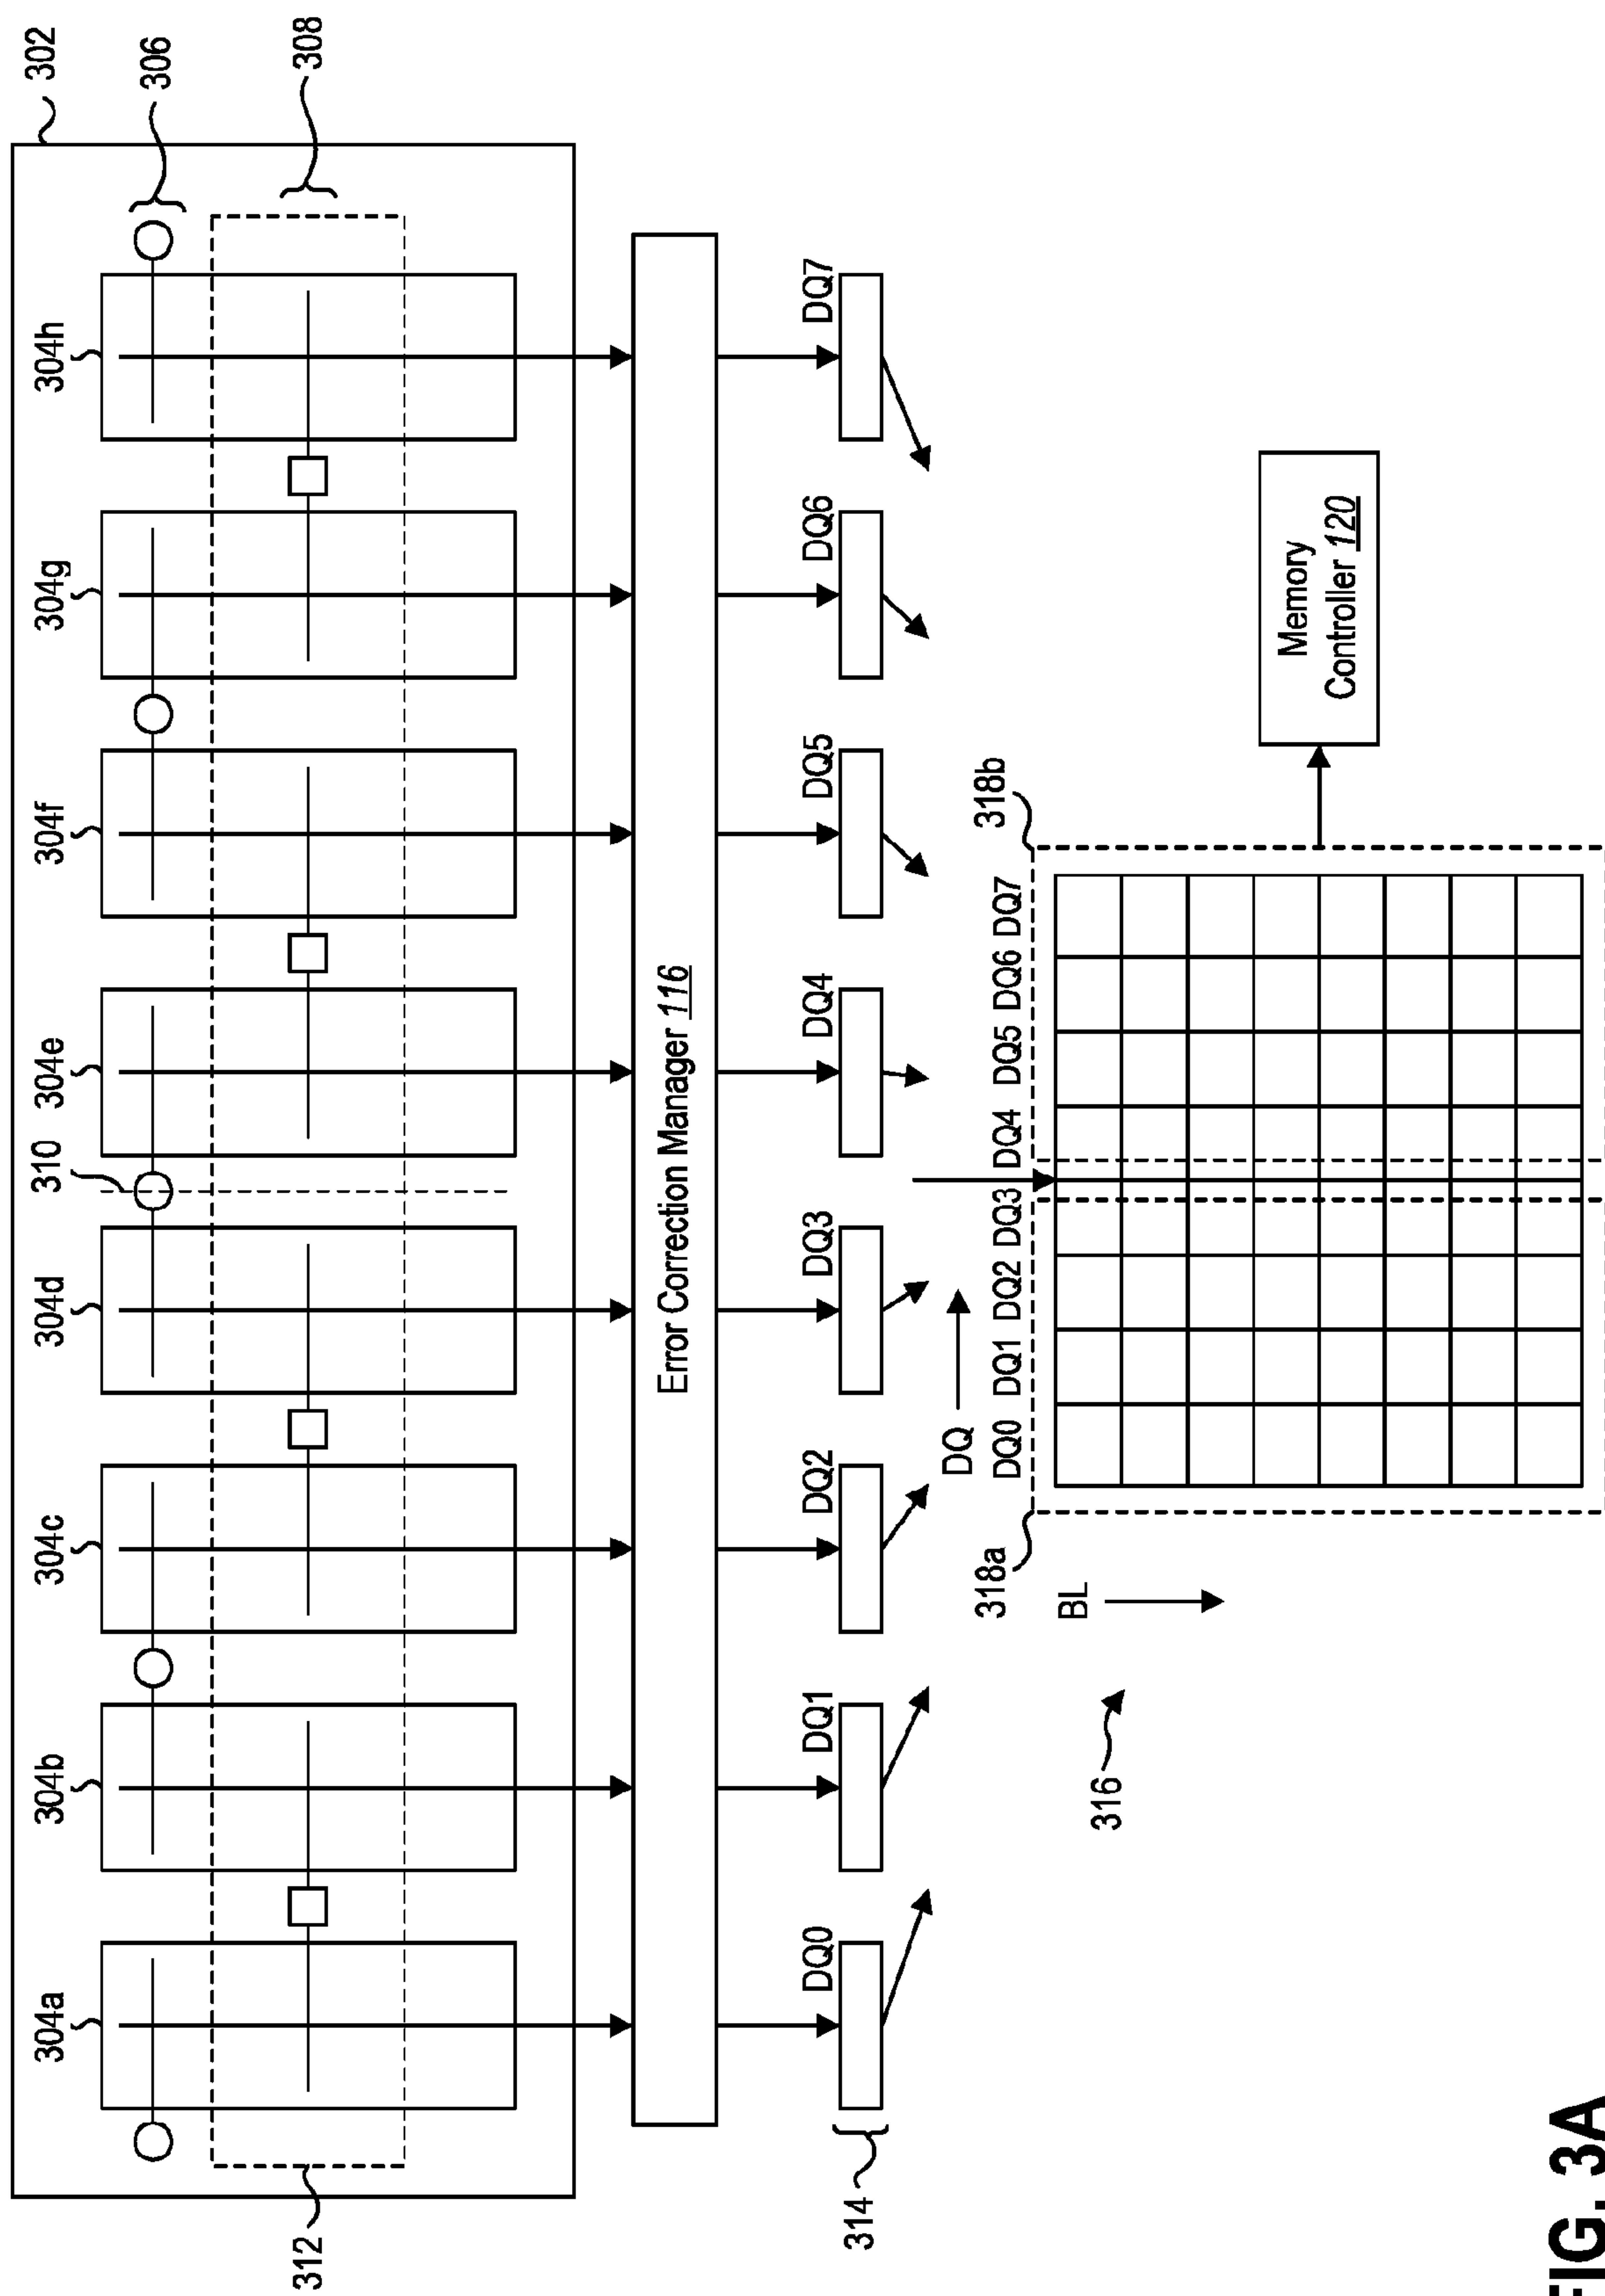 302
306
308
304a
304b
304c
304d
310
304e
304f
304g
304h
312
Error Correction Manager 116
DQ0
DQ1
DQ2
DQ3
DQ4
DQ5
DQ6
DQ7
314
DQ
318a
DQ0 DQ1 DQ2 DQ3 DQ4 DQ5 DQ6 DQ7
318b
BL
316
Memory
Controller 120
FIG. 3A